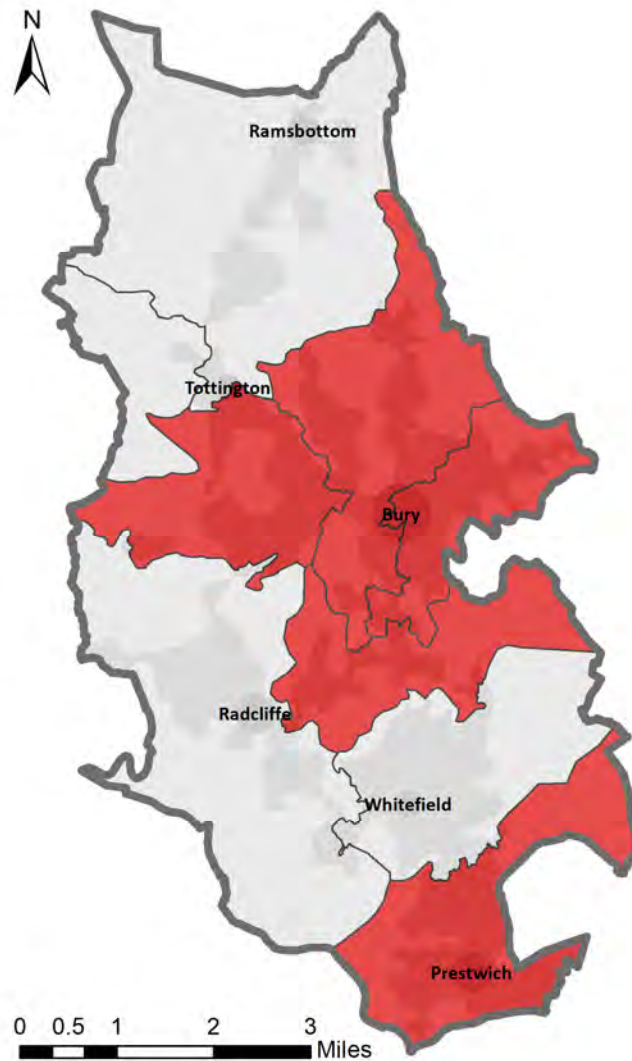 N
Ramsbottom
Tottington
Bury
Radcliffe
Whitefield
Prestwich
0 0.5 1 2 3
Miles